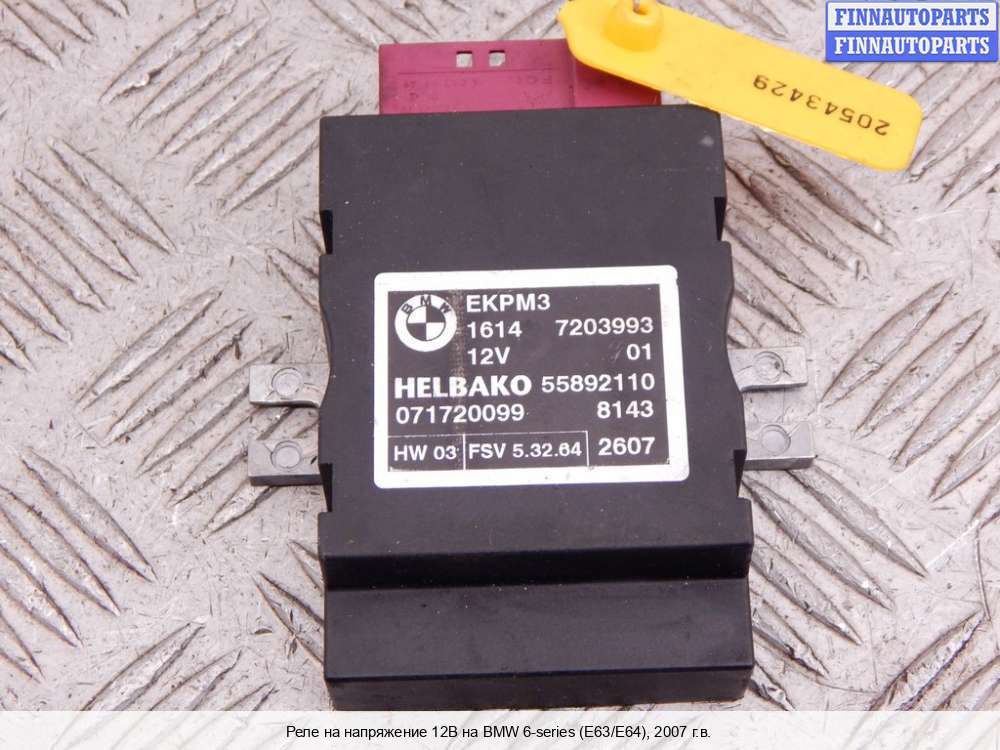 FINNAUTOPARTS
FINNAUTOPARTS
20543429
BMW
EKPM3
1614 7203993
12V 01
HELBAKO 55892110
071720099 8143
HW 03 FSV 5.32.64 2607
Реле на напряжение 12В на BMW 6-series (E63/E64), 2007 г.в.